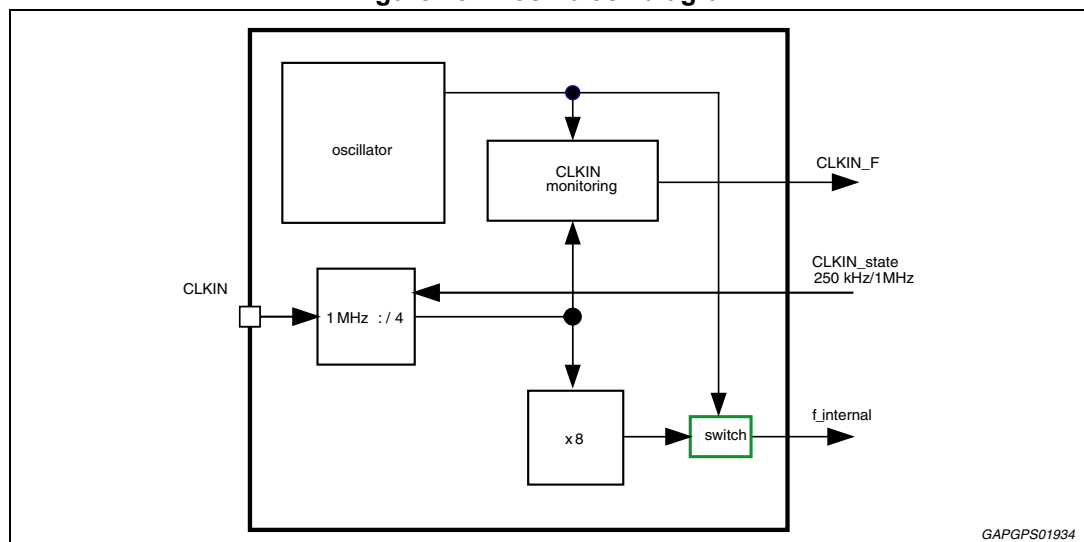 oscillator
CLKIN
monitoring
CLKIN_F
CLKIN_state
250 kHz/1MHz
CLKIN
1 MHz : / 4
x 8
switch
f_internal
GAPGPS01934